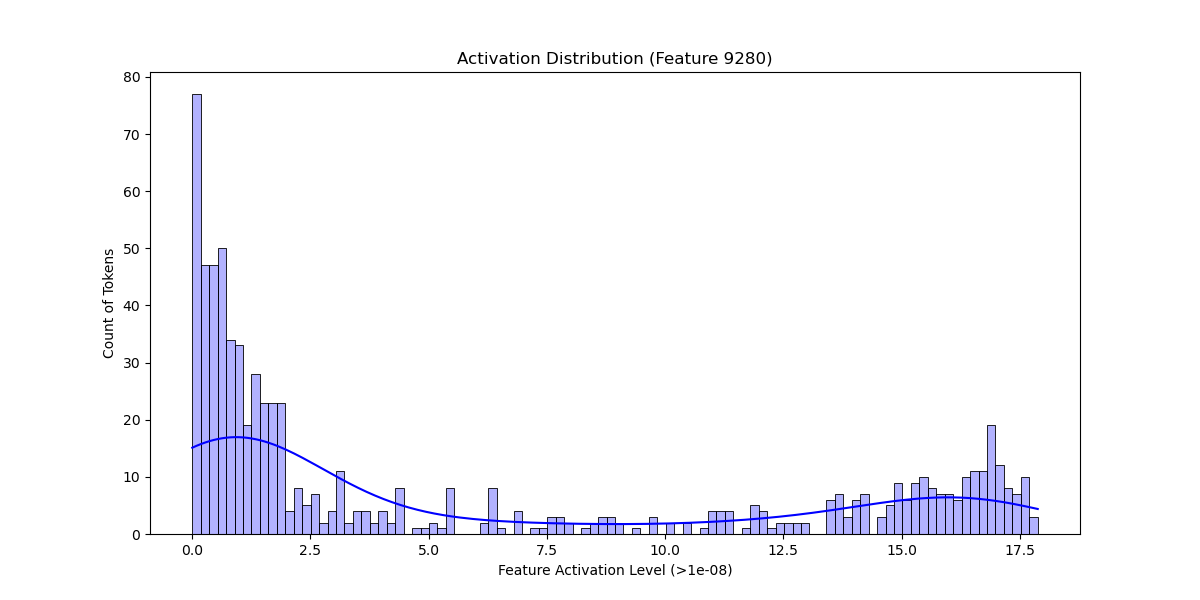 Activation Distribution (Feature 9280)
80
70
60
50
40
30
20
10
0
Count of Tokens
0.0 2.5 5.0 7.5 10.0 12.5 15.0 17.5
Feature Activation Level (>1e-08)